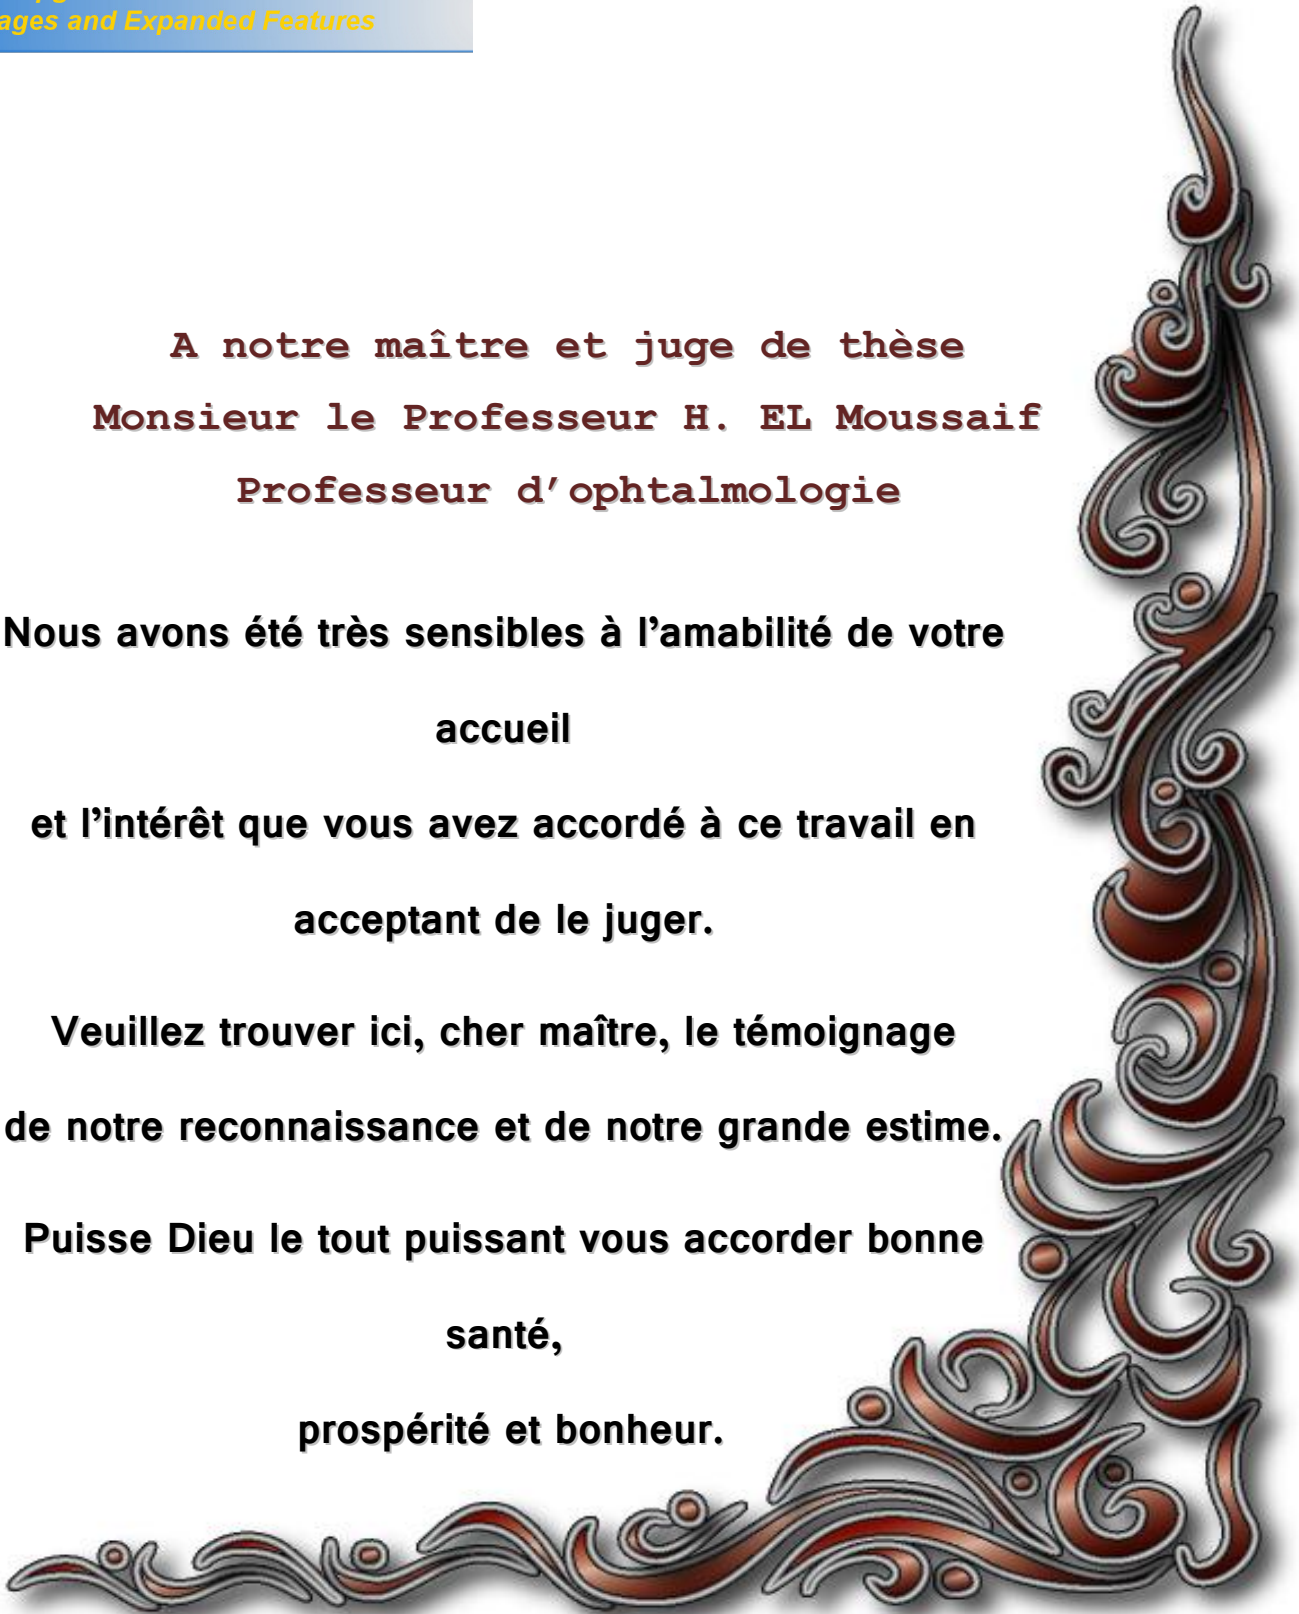 ages and Expanded Features
A notre maître et juge de thèse
Monsieur le Professeur H. EL Moussaif
Professeur d’ophtalmologie
Nous avons été très sensibles à l’amabilité de votre
accueil
et l’intérêt que vous avez accordé à ce travail en
acceptant de le juger.
Veuillez trouver ici, cher maître, le témoignage
de notre reconnaissance et de notre grande estime.
Puisse Dieu le tout puissant vous accorder bonne
santé,
prospérité et bonheur.